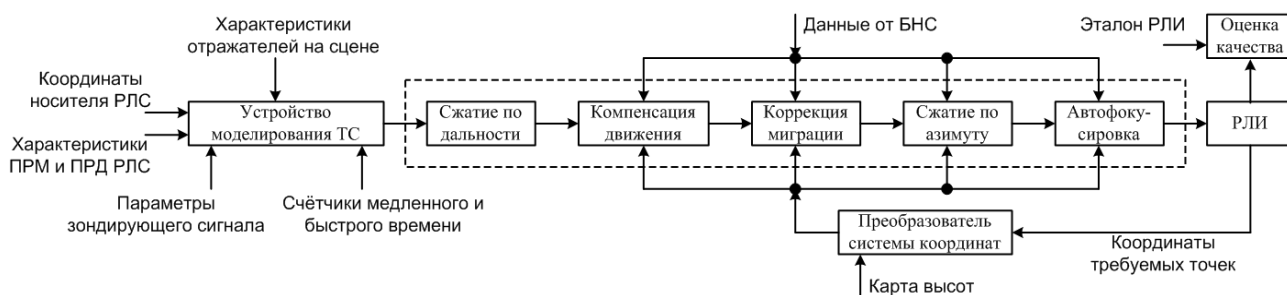 Характеристики
отражателей на сцене
Данные от БНС
Эталон РЛИ
Оценка
качества
Координаты
носителя РЛС
Устройство
моделирования ТС
Сжатие по
дальности
Компенсация
движения
Коррекция
миграции
Сжатие по
азимуту
Автофоку-
сировка
РЛИ
Характеристики
ПРМ и ПРД РЛС
Параметры
зондирующего сигнала
Счётчики медленного и
быстрого времени
Преобразователь
системы координат
Координаты
требуемых точек
Карта высот